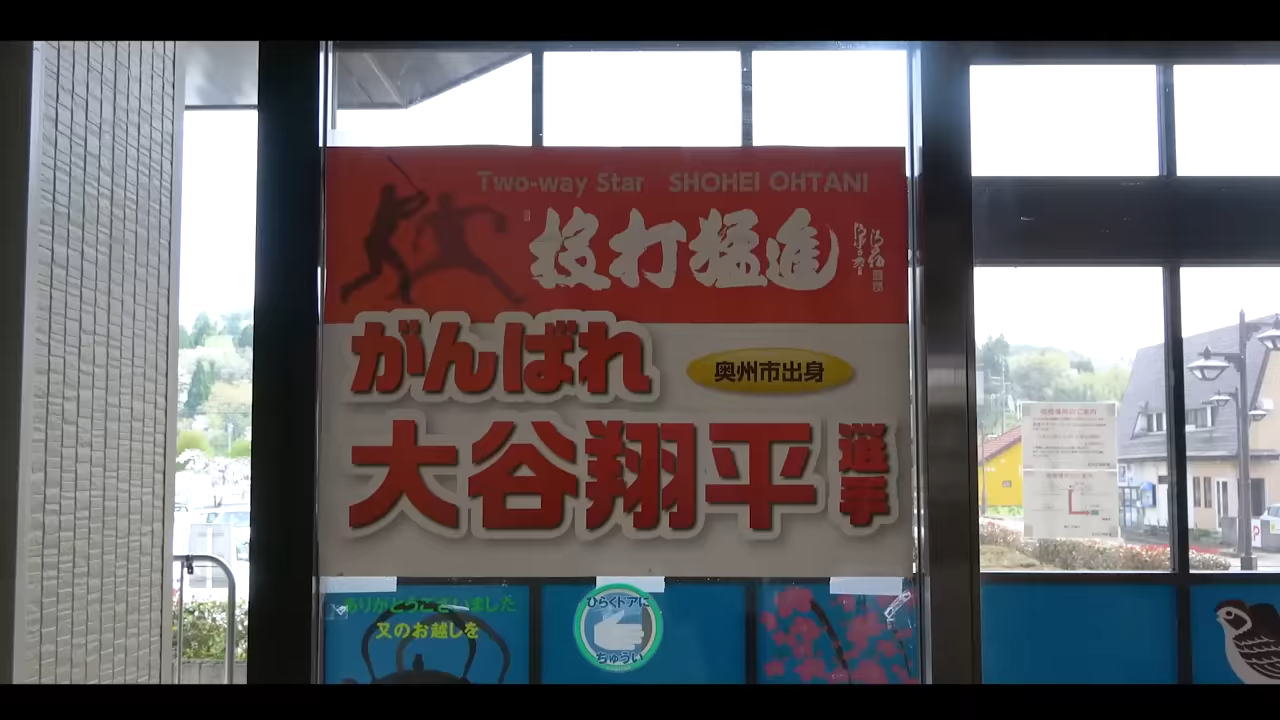 Two-way Star SHOHEI OHTANI
投打猛進
がんばれ
奥州市出身
大谷翔平選手
ありがとうございました
又のお越しを
ひらくドアに
ちゅうい